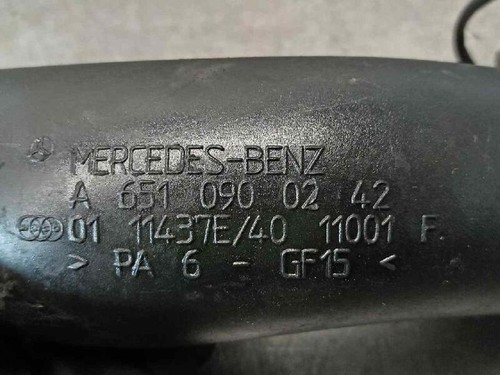 MERCEDES-BENZ
A 651 090 02 42
01 11437E/40 11001 F
> PA 6 - GF15 <